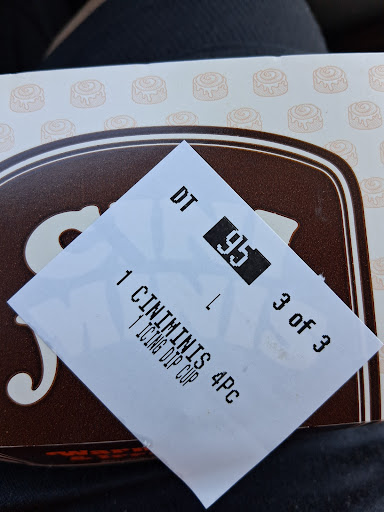 DT 95
L 3 of 3
1 CINIMINIS 4Pc
1 ICING DIP CUP